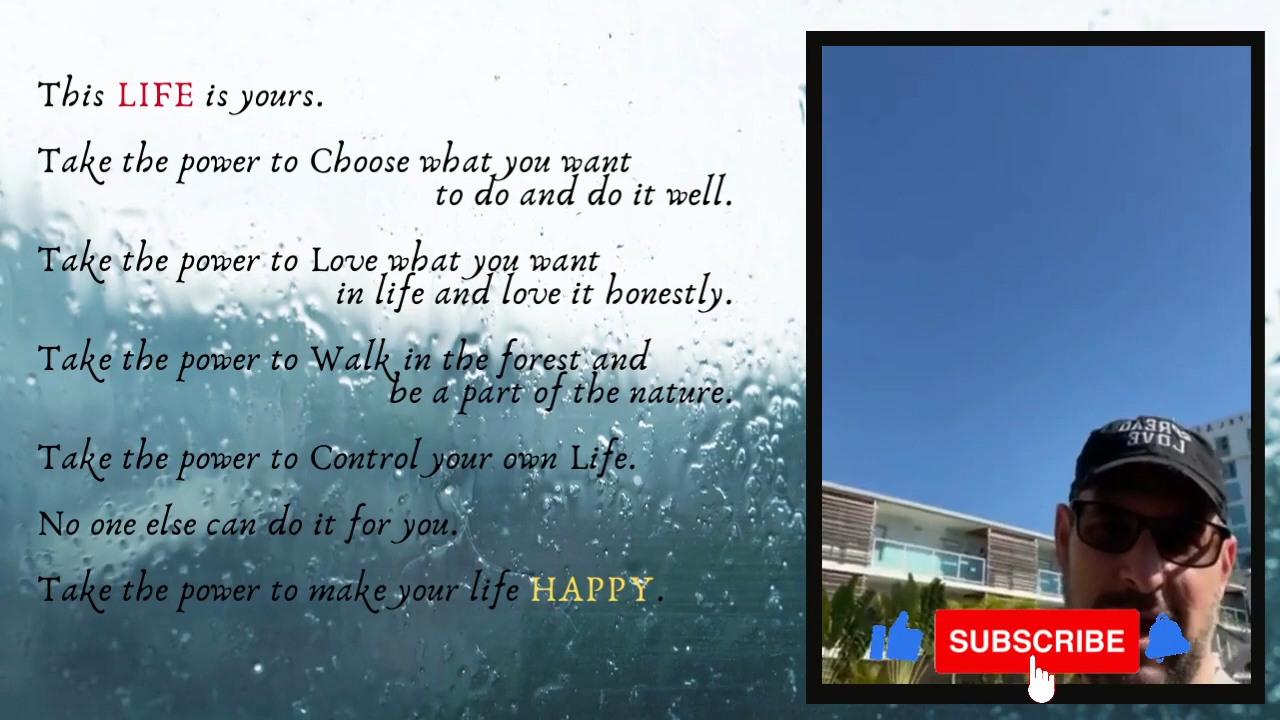 This LIFE is yours.
Take the power to Choose what you want
to do and do it well.
Take the power to Love what you want
in life and love it honestly.
Take the power to Walk in the forest and
be a part of the nature.
Take the power to Control your own Life.
No one else can do it for you.
Take the power to make your life HAPPY.
SPREAD
LOVE
SUBSCRIBE